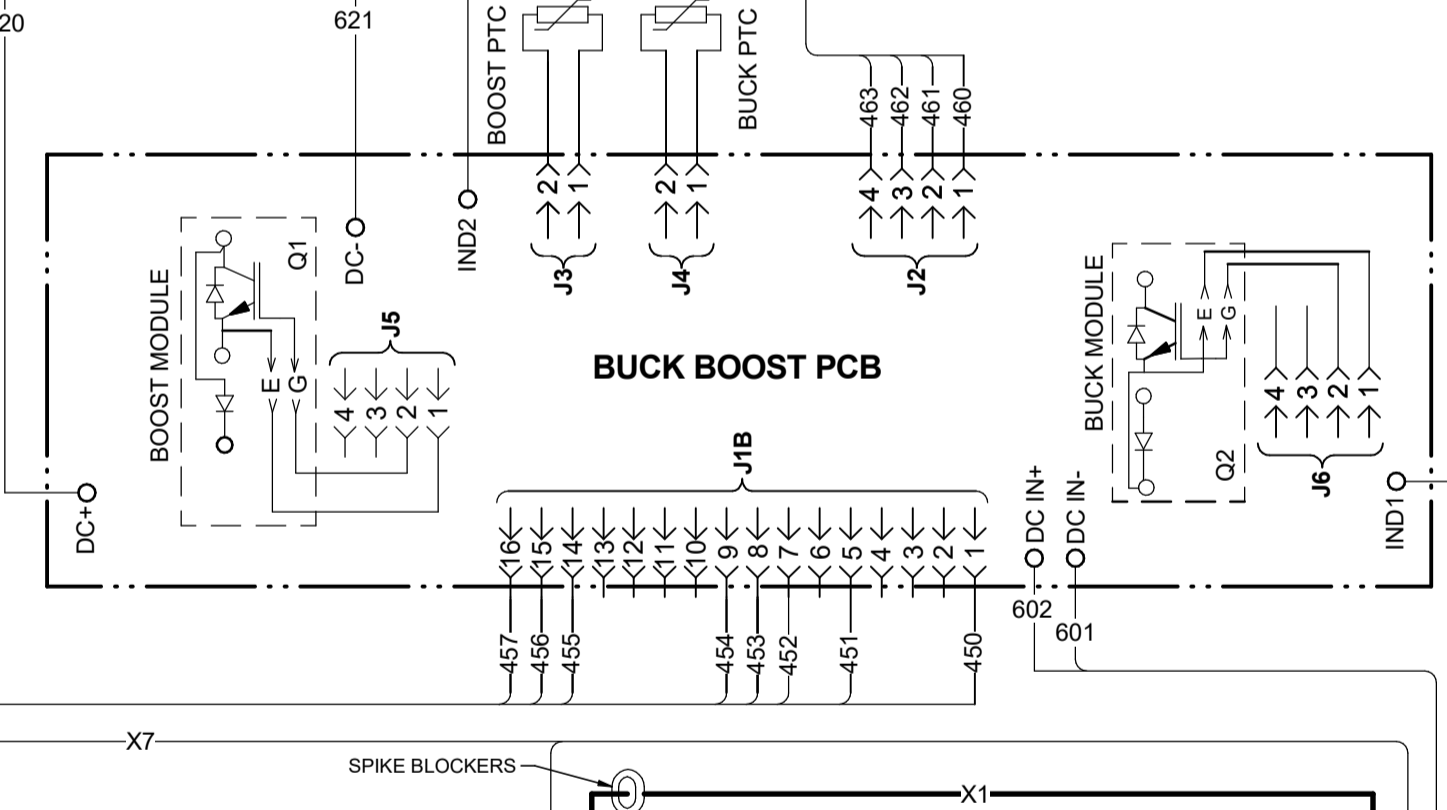 20
621
BOOST PTC
BUCK PTC
463
462
461
460
2
1
2
1
4
3
2
1
J3
J4
J2
BOOST MODULE
Q1
DC-
IND2
E
G
J5
4
3
2
1
BUCK BOOST PCB
BUCK MODULE
E
G
Q2
4
3
2
1
J6
IND1
DC+
J1B
16
15
14
13
12
11
10
9
8
7
6
5
4
3
2
1
DC IN+
DC IN-
602
601
457
456
455
454
453
452
451
450
X7
SPIKE BLOCKERS
X1